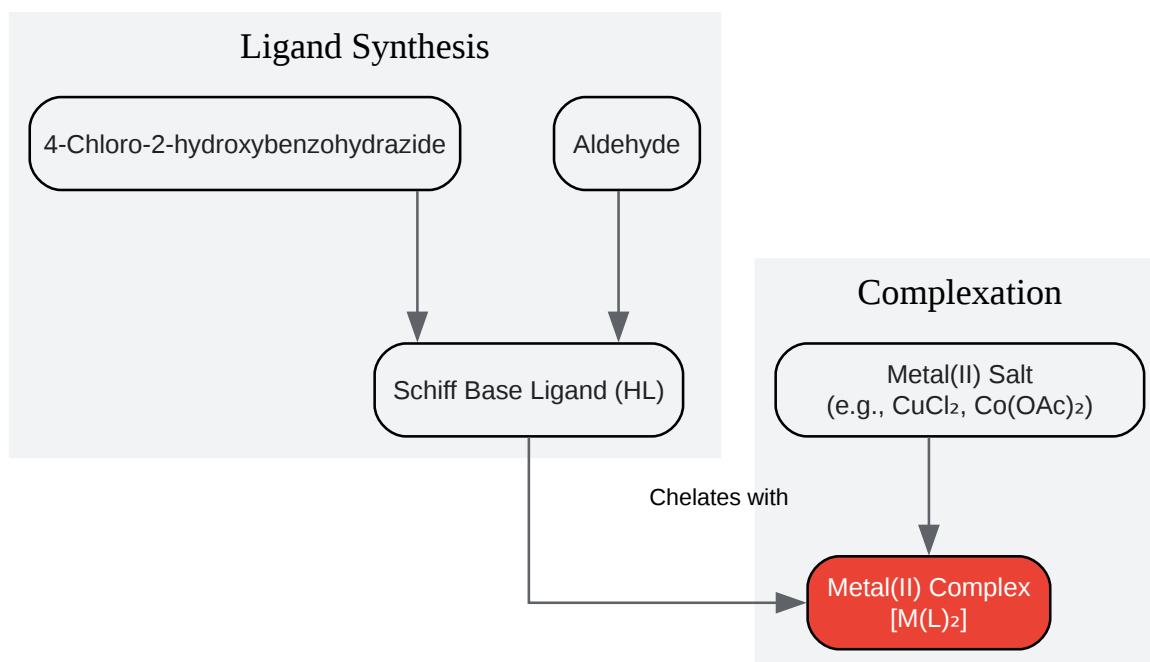 Ligand Synthesis
4-Chloro-2-hydroxybenzohydrazide
Aldehyde
Schiff Base Ligand (HL)
Complexation
Metal(II) Salt
(e.g., CuCl₂, Co(OAc)₂)
Chelates with
Metal(II) Complex
[M(L)₂]